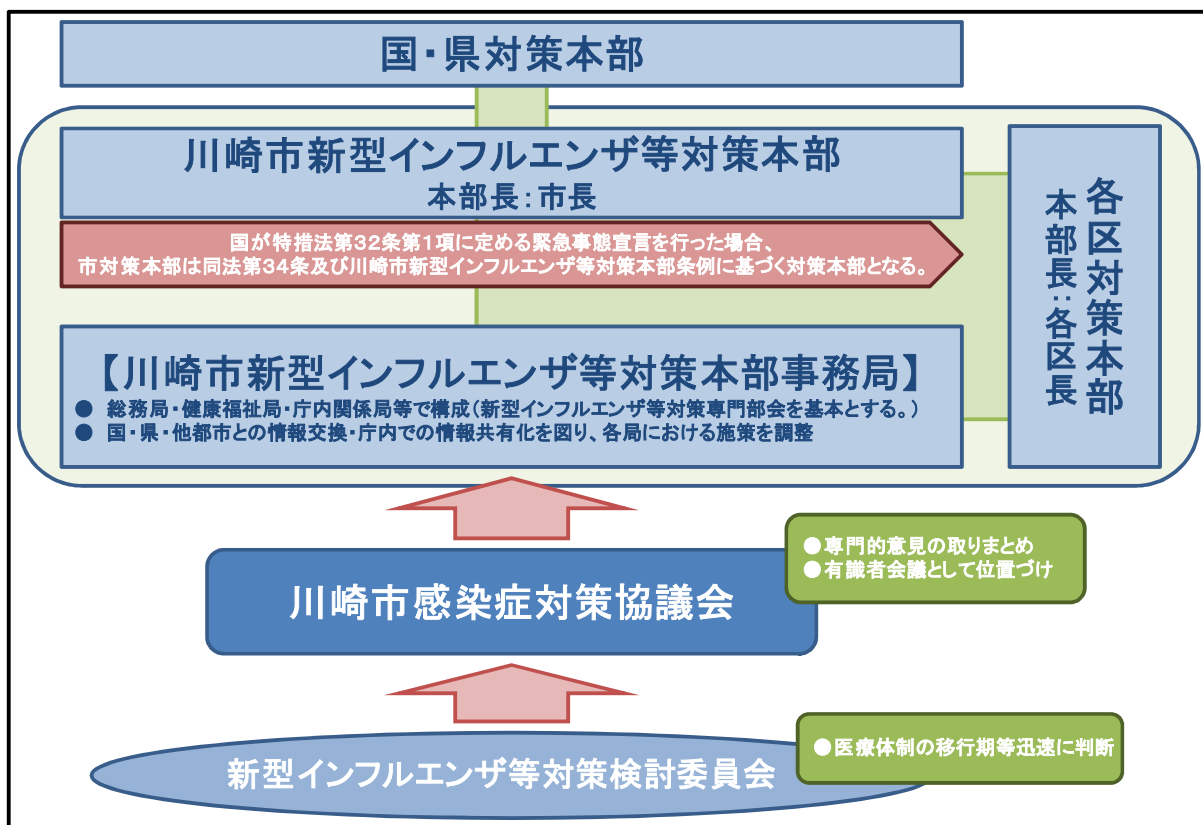 国・県対策本部
川崎市新型インフルエンザ等対策本部
本部長：市長
国が特措法第32条第1項に定める緊急事態宣言を行った場合、
市対策本部は同法第34条及び川崎市新型インフルエンザ等対策本部条例に基づく対策本部となる。
各区対策本部
本部長：各区長
【川崎市新型インフルエンザ等対策本部事務局】
● 総務局・健康福祉局・庁内関係局等で構成（新型インフルエンザ等対策専門部会を基本とする。）
● 国・県・他都市との情報交換・庁内での情報共有化を図り、各局における施策を調整
●専門的意見の取りまとめ
●有識者会議として位置づけ
川崎市感染症対策協議会
●医療体制の移行期等迅速に判断
新型インフルエンザ等対策検討委員会